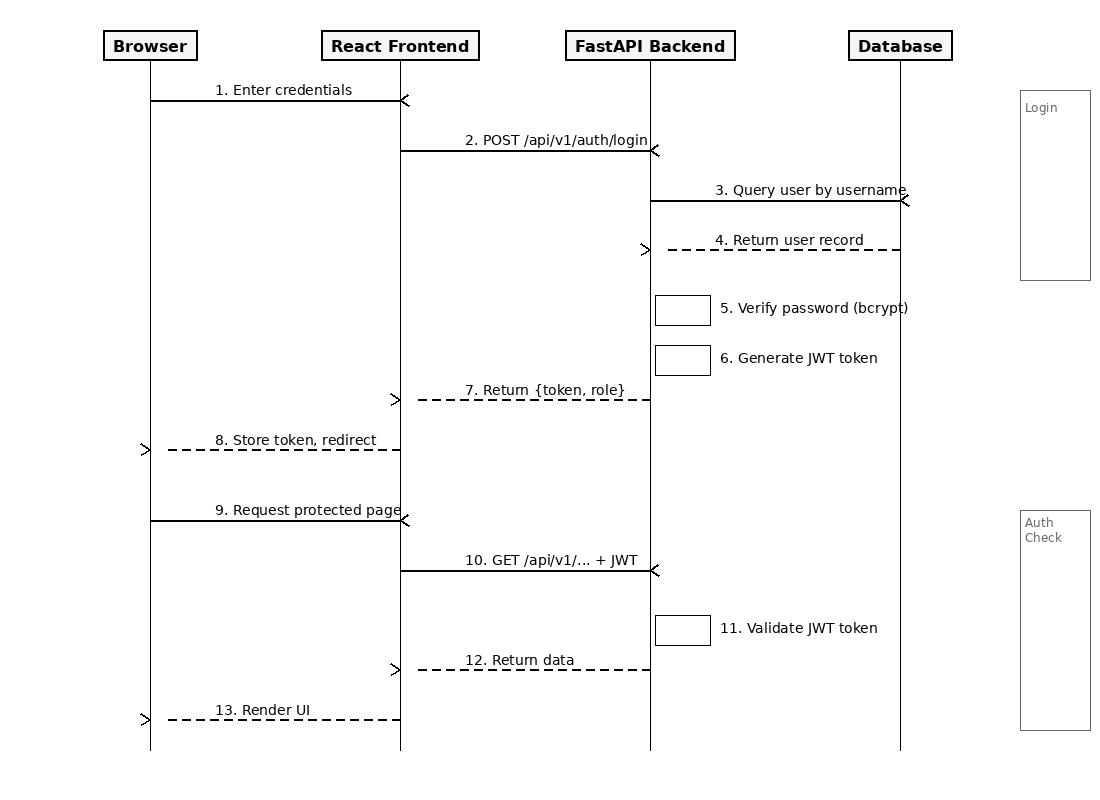 Browser
React Frontend
FastAPI Backend
Database
1. Enter credentials
Login
2. POST /api/v1/auth/login
3. Query user by username
4. Return user record
5. Verify password (bcrypt)
6. Generate JWT token
7. Return {token, role}
8. Store token, redirect
9. Request protected page
Auth
Check
10. GET /api/v1/... + JWT
11. Validate JWT token
12. Return data
13. Render UI